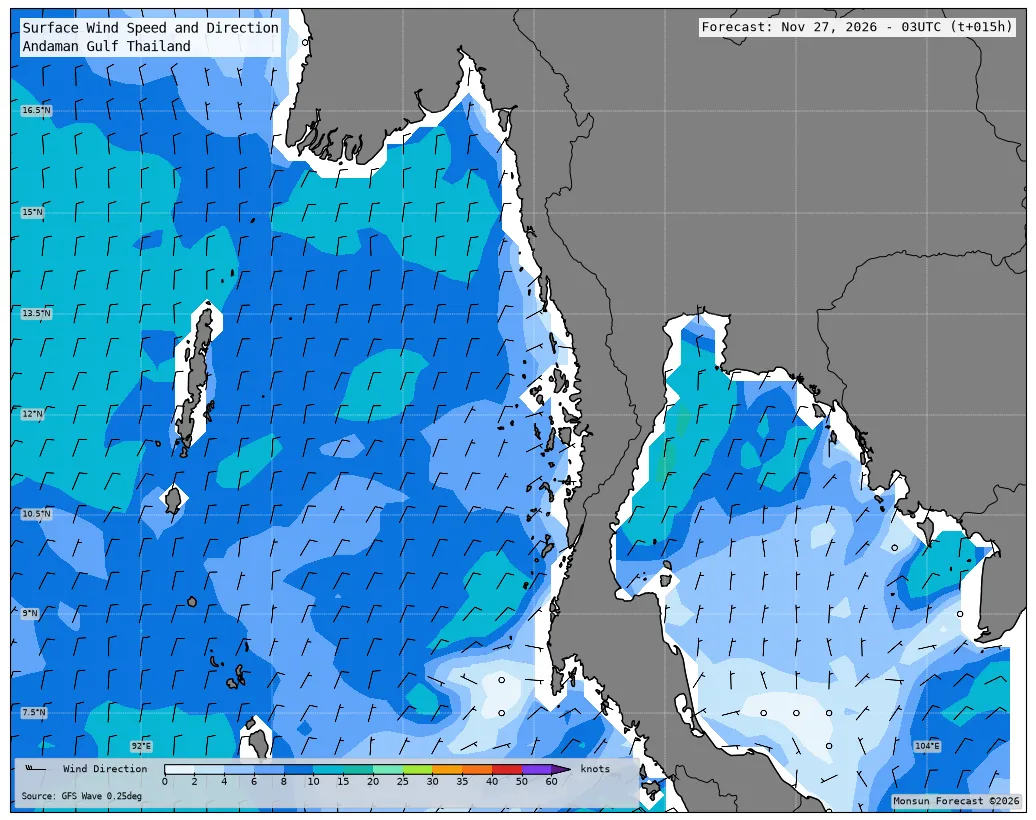 Surface Wind Speed and Direction
Andaman Gulf Thailand
Forecast: Nov 27, 2026 - 03UTC (t+015h)
16.5°N
15°N
13.5°N
12°N
10.5°N
9°N
7.5°N
92°E
104°E
Wind Direction
knots
0 2 4 6 8 10 15 20 25 30 40 50 60
Source: GFS Wave 0.25deg
Monsun Forecast ©2026